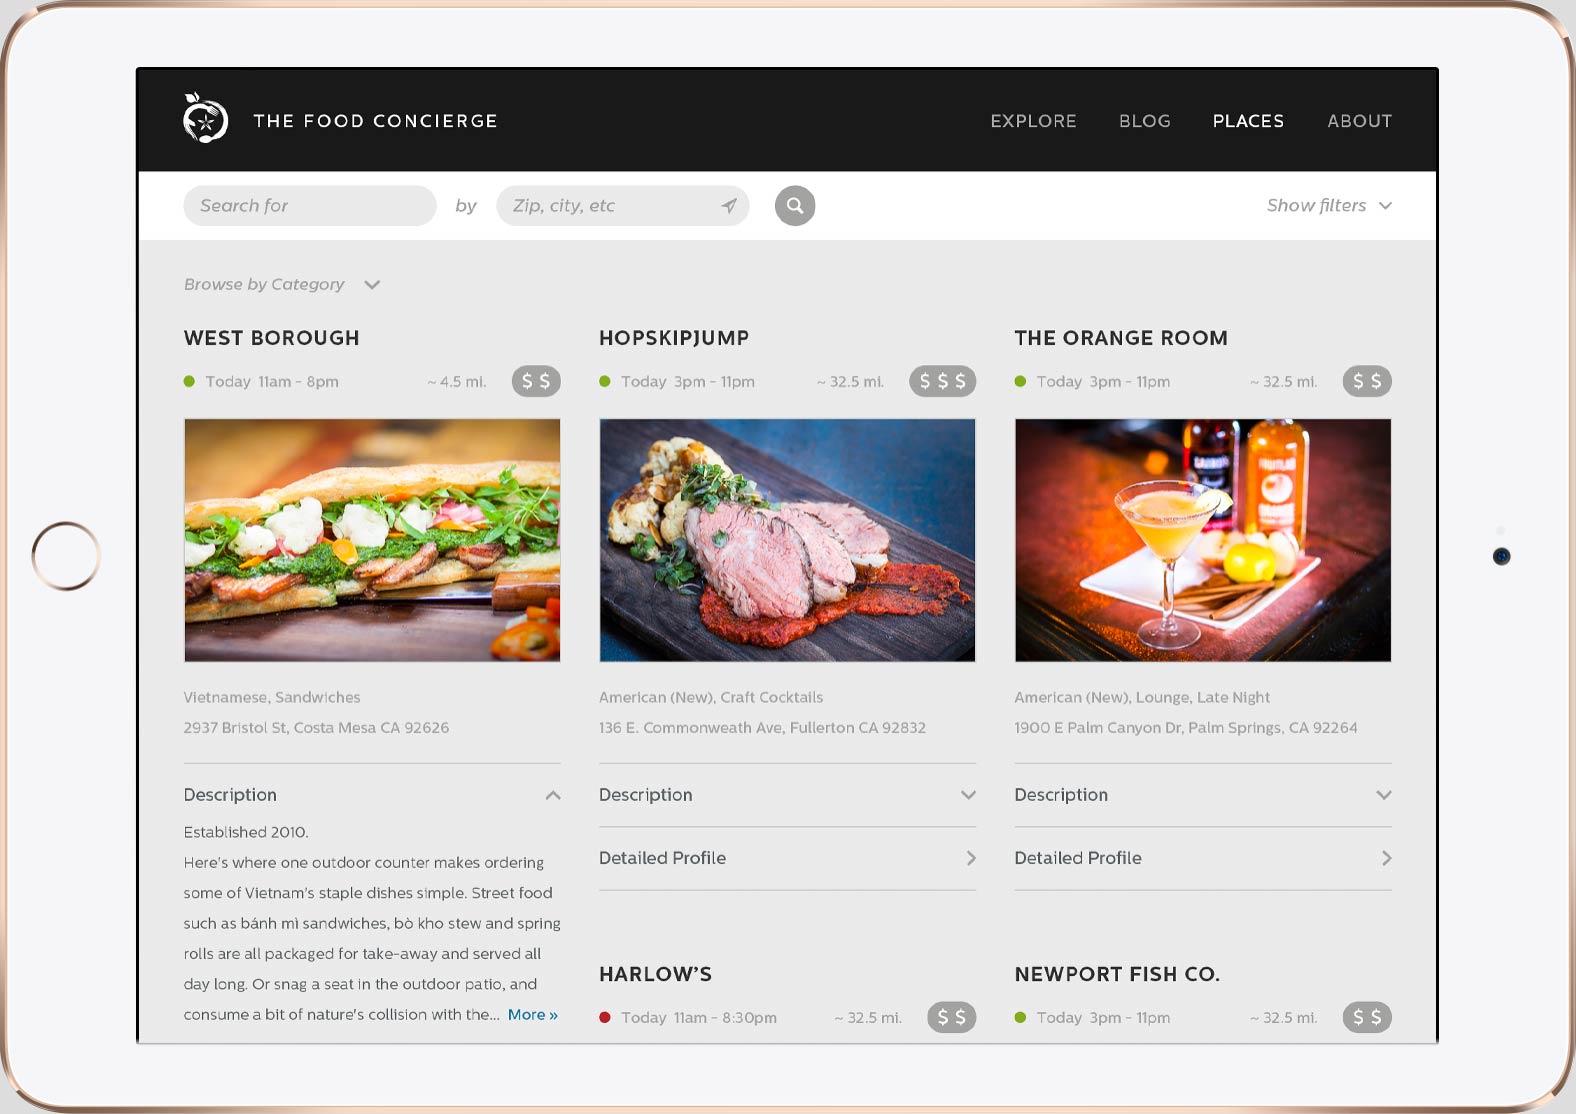 THE FOOD CONCIERGE
EXPLORE BLOG PLACES ABOUT
Search for by Zip, city, etc Show filters
Browse by Category
WEST BOROUGH
Today 11am - 8pm ~ 4.5 mi. $ $
Vietnamese, Sandwiches
2937 Bristol St, Costa Mesa CA 92626
Description
Established 2010.
Here's where one outdoor counter makes ordering
some of Vietnam's staple dishes simple. Street food
such as bánh mì sandwiches, bò kho stew and spring
rolls are all packaged for take-away and served all
day long. Or snag a seat in the outdoor patio, and
consume a bit of nature's collision with the... More »
HOPSKIPJUMP
Today 3pm - 11pm ~ 32.5 mi. $ $ $
American (New), Craft Cocktails
136 E. Commonweath Ave, Fullerton CA 92832
Description
Detailed Profile
HARLOW'S
Today 11am - 8:30pm ~ 32.5 mi. $ $
THE ORANGE ROOM
Today 3pm - 11pm ~ 32.5 mi. $ $
American (New), Lounge, Late Night
1900 E Palm Canyon Dr, Palm Springs, CA 92264
Description
Detailed Profile
NEWPORT FISH CO.
Today 3pm - 11pm ~ 32.5 mi. $ $